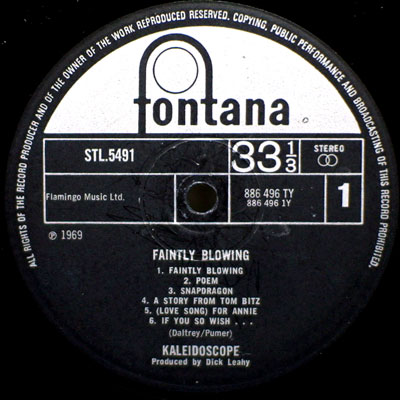 ALL RIGHTS OF THE RECORD PRODUCER AND OF THE OWNER OF THE WORK REPRODUCED RESERVED. COPYING, PUBLIC PERFORMANCE AND BROADCASTING OF THIS RECORD PROHIBITED.
fontana
STL.5491
33 1/3
STEREO
Flamingo Music Ltd.
886 496 TY
886 496 1Y
1
℗ 1969
FAINTLY BLOWING
1. FAINTLY BLOWING
2. POEM
3. SNAPDRAGON
4. A STORY FROM TOM BITZ
5. (LOVE SONG) FOR ANNIE
6. IF YOU SO WISH . . .
(Daltrey/Pumer)
KALEIDOSCOPE
Produced by Dick Leahy